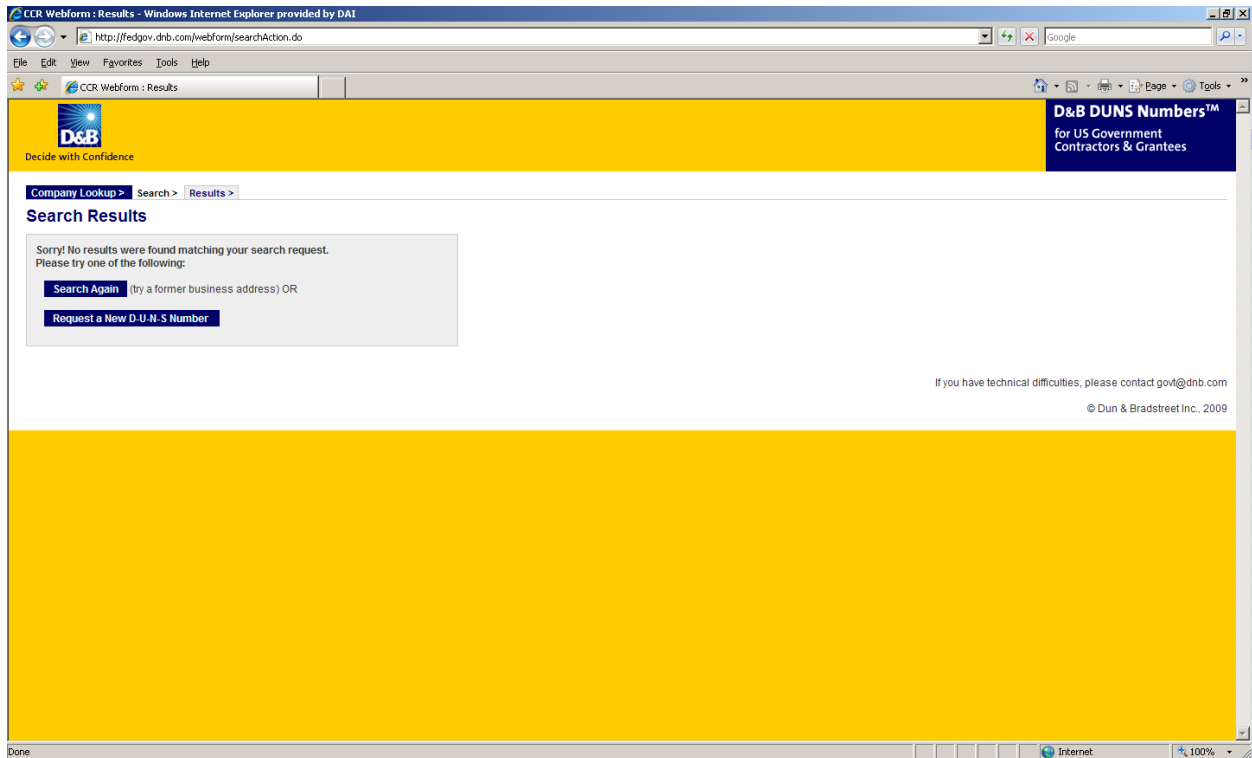 CCR Webform : Results - Windows Internet Explorer provided by DAI
http://fedgov.dnb.com/webform/searchAction.do
Google
File Edit View Favorites Tools Help
CCR Webform : Results
Page Tools »
D&B
Decide with Confidence
D&B DUNS Numbers™
for US Government
Contractors & Grantees
Company Lookup > Search > Results >
Search Results
Sorry! No results were found matching your search request.
Please try one of the following:
Search Again (try a former business address) OR
Request a New D-U-N-S Number
If you have technical difficulties, please contact govt@dnb.com
© Dun & Bradstreet Inc., 2009
Done Internet 100%